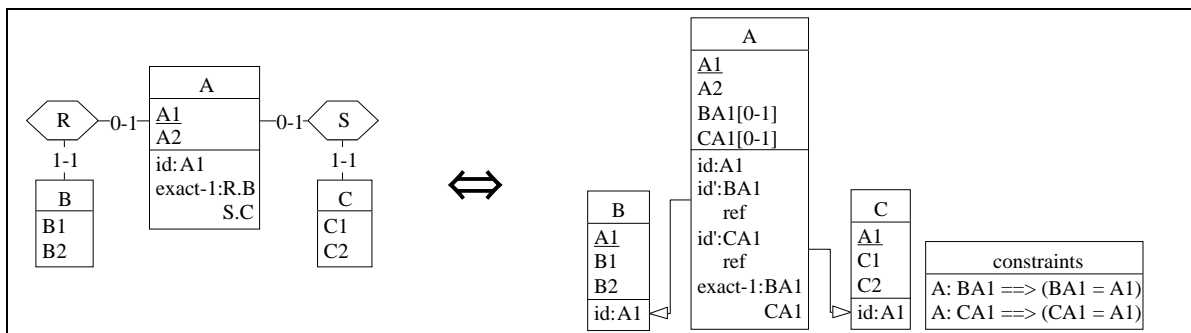 R
0-1
A
A1
A2
id:A1
exact-1:R.B
S.C
0-1
S
1-1
B
B1
B2
1-1
C
C1
C2
⇔
A
A1
A2
BA1[0-1]
CA1[0-1]
id:A1
id':BA1
ref
id':CA1
ref
exact-1:BA1
CA1
B
A1
B1
B2
id:A1
C
A1
C1
C2
id:A1
constraints
A: BA1 ==> (BA1 = A1)
A: CA1 ==> (CA1 = A1)